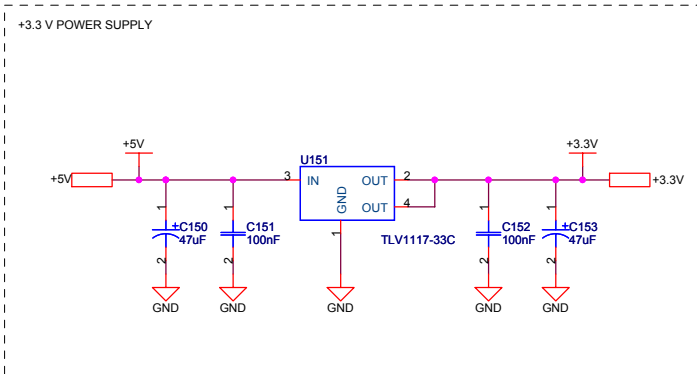 +3.3 V POWER SUPPLY
+5V
+3.3V
U151
+5V
3
IN
OUT
2
+3.3V
GND
OUT
4
1
1
1
1
1
+C150
47uF
C151
100nF
TLV1117-33C
C152
100nF
+C153
47uF
2
2
2
2
GND
GND
GND
GND
GND